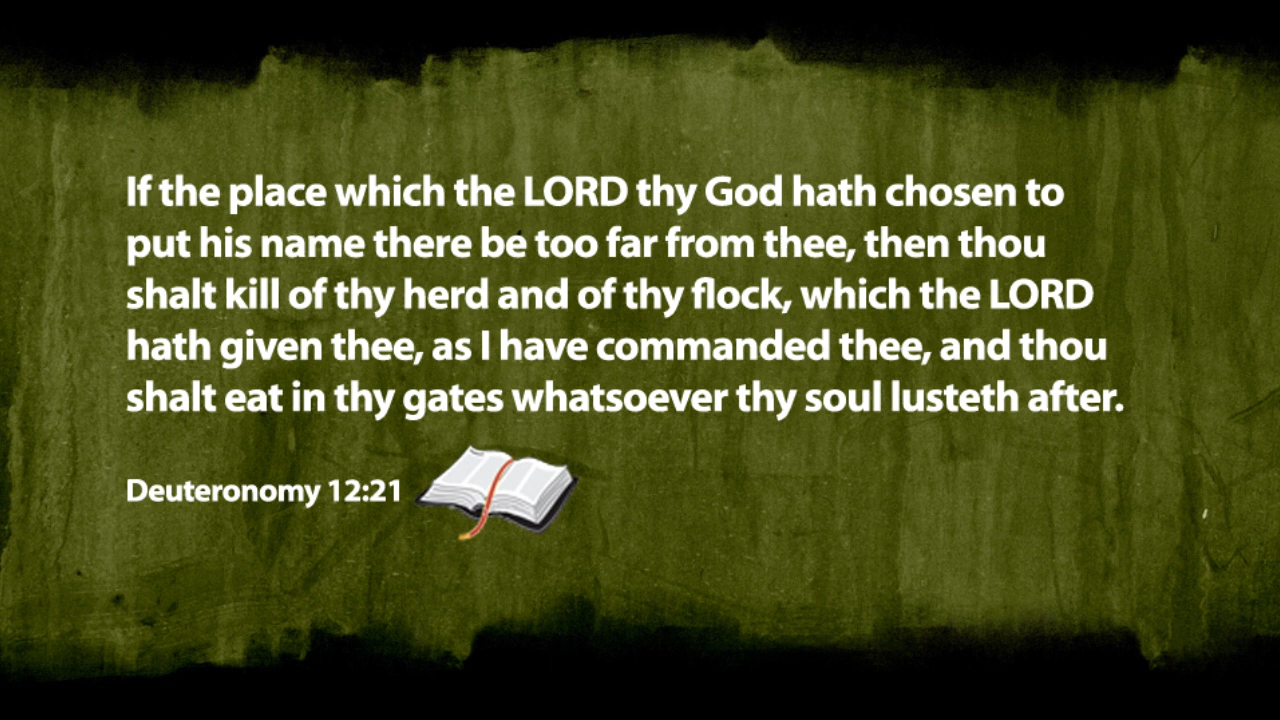 If the place which the LORD thy God hath chosen to
put his name there be too far from thee, then thou
shalt kill of thy herd and of thy flock, which the LORD
hath given thee, as I have commanded thee, and thou
shalt eat in thy gates whatsoever thy soul lusteth after.
Deuteronomy 12:21